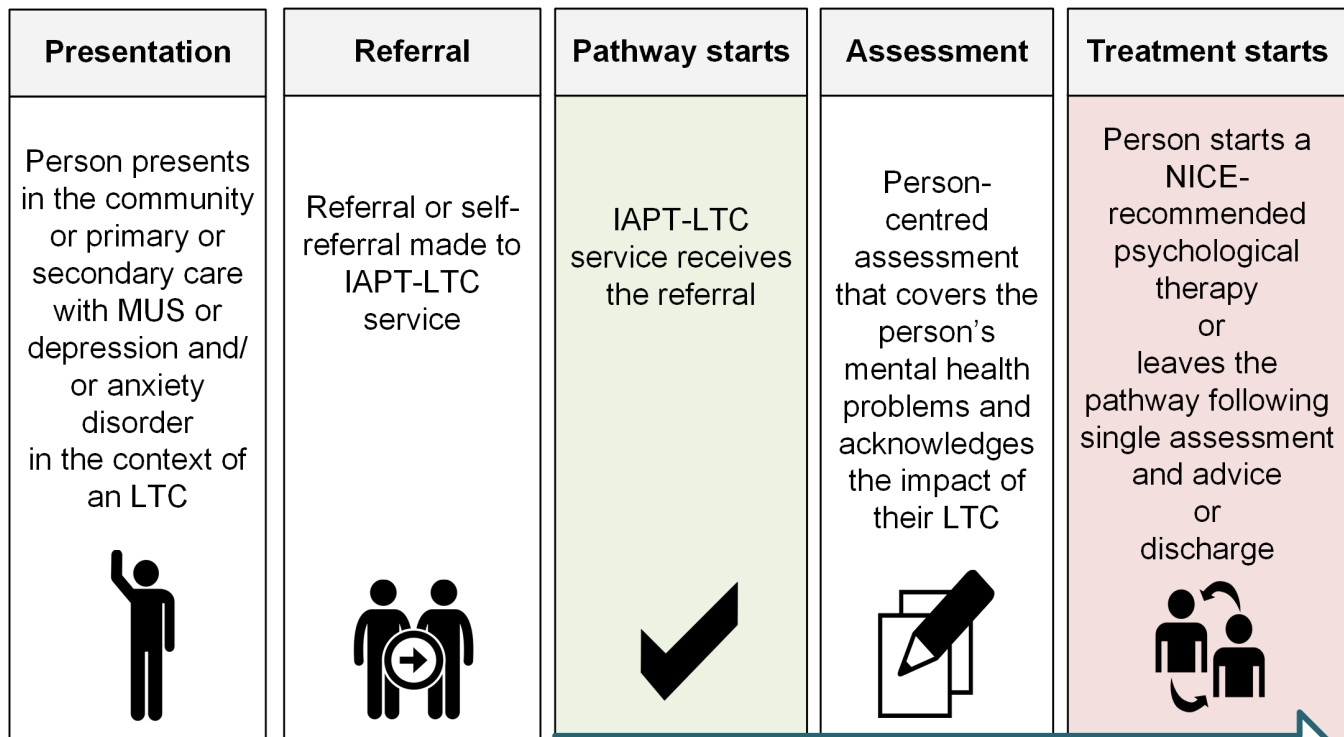 Presentation
Person presents
in the community
or primary or
secondary care
with MUS or
depression and/
or anxiety
disorder
in the context of
an LTC
Referral
Referral or self-
referral made to
IAPT-LTC
service
Pathway starts
IAPT-LTC
service receives
the referral
Assessment
Person-
centred
assessment
that covers the
person’s
mental health
problems and
acknowledges
the impact of
their LTC
Treatment starts
Person starts a
NICE-
recommended
psychological
therapy
or
leaves the
pathway following
single assessment
and advice
or
discharge